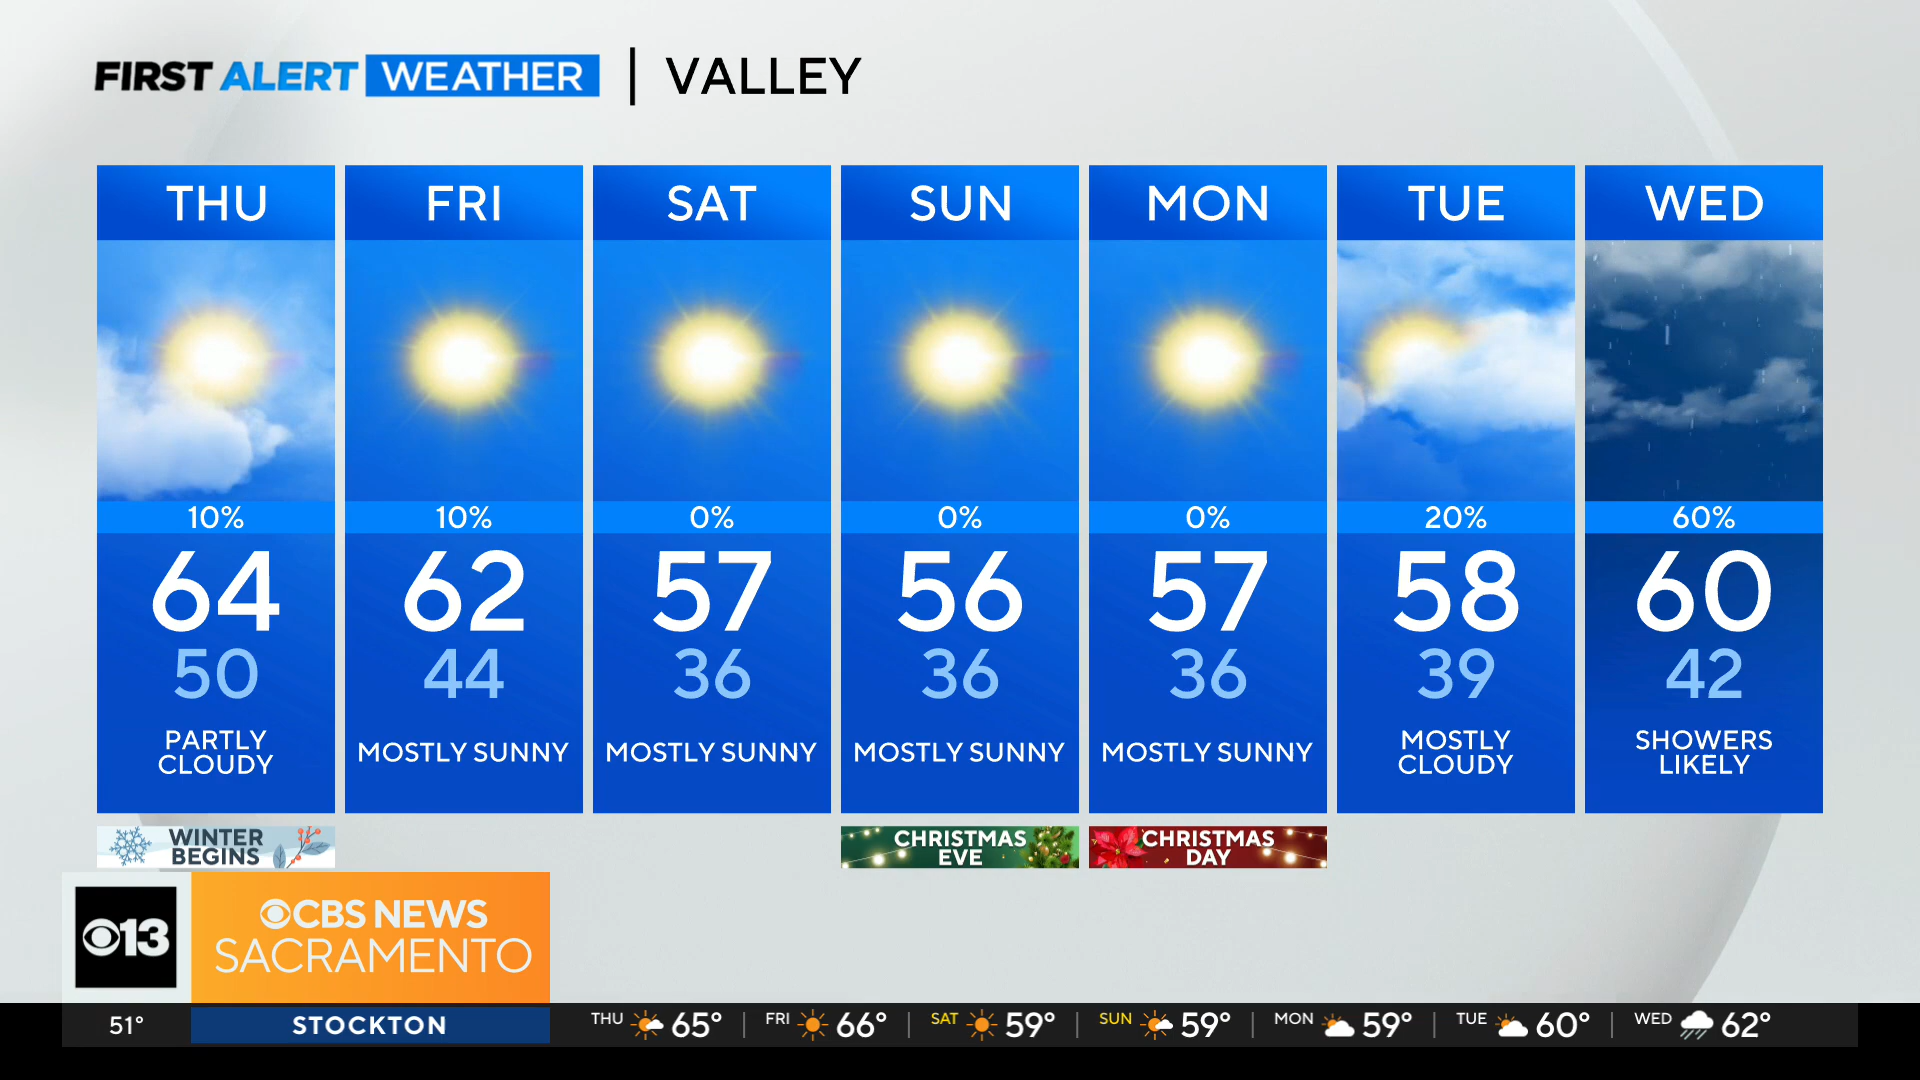 FIRST ALERT WEATHER | VALLEY
THU
10%
64
50
PARTLY
CLOUDY
WINTER
BEGINS
FRI
10%
62
44
MOSTLY SUNNY
SAT
0%
57
36
MOSTLY SUNNY
SUN
0%
56
36
MOSTLY SUNNY
CHRISTMAS
EVE
MON
0%
57
36
MOSTLY SUNNY
CHRISTMAS
DAY
TUE
20%
58
39
MOSTLY
CLOUDY
WED
60%
60
42
SHOWERS
LIKELY
13
CBS NEWS
SACRAMENTO
51° STOCKTON THU 65° | FRI 66° | SAT 59° | SUN 59° | MON 59° | TUE 60° | WED 62°